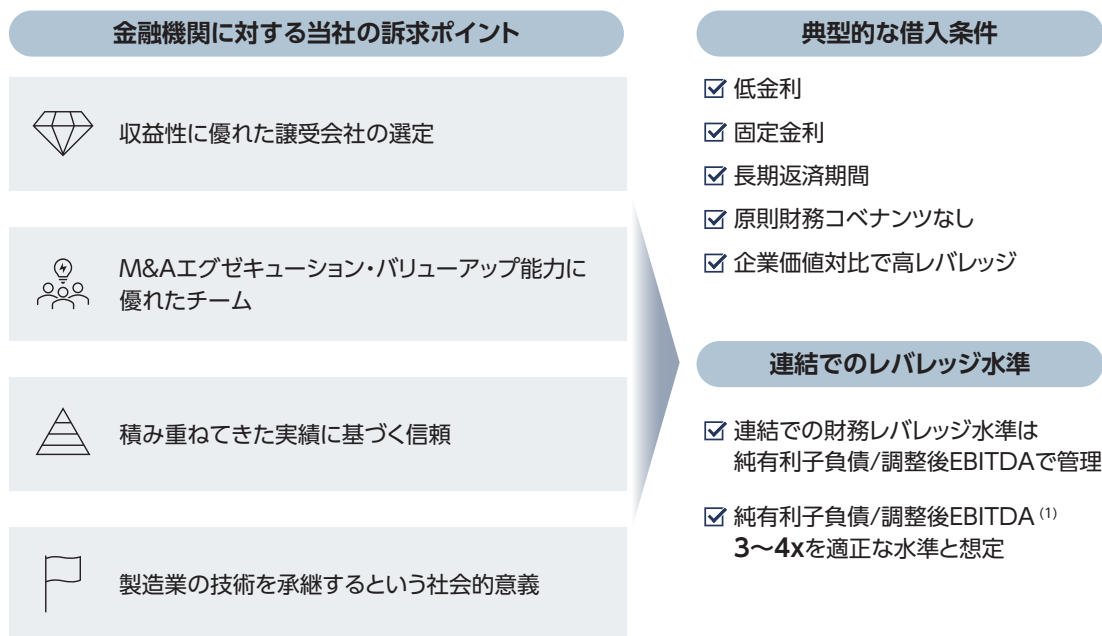 金融機関に対する当社の訴求ポイント
収益性に優れた譲受会社の選定
M&Aエグゼキューション・バリューアップ能力に
優れたチーム
積み重ねてきた実績に基づく信頼
製造業の技術を承継するという社会的意義
典型的な借入条件
低金利
固定金利
長期返済期間
原則財務コベナンツなし
企業価値対比で高レバレッジ
連結でのレバレッジ水準
連結での財務レバレッジ水準は
純有利子負債/調整後EBITDAで管理
純有利子負債/調整後EBITDA (1)
3〜4xを適正な水準と想定